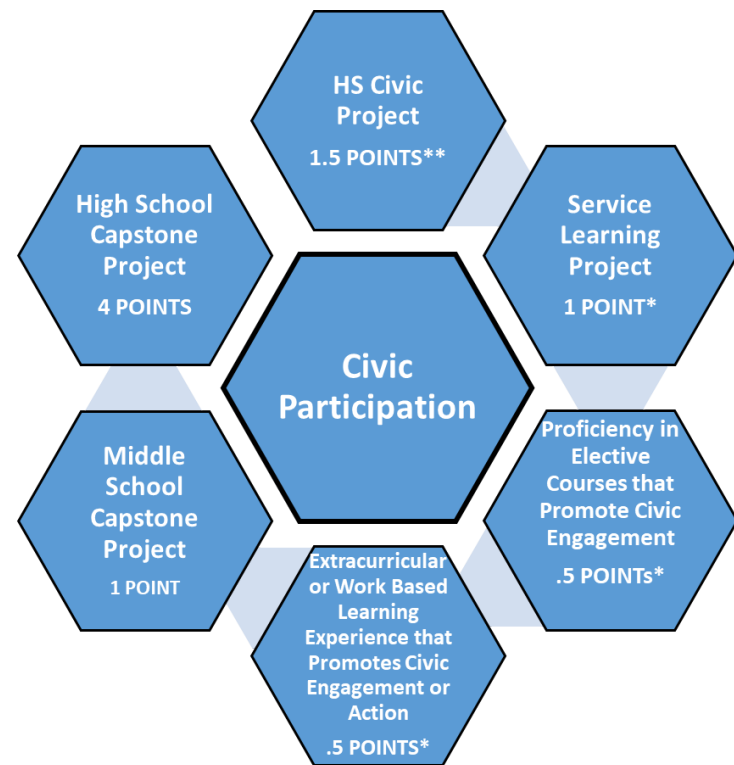 HS Civic
Project
1.5 POINTS**
Service
Learning
Project
1 POINT*
Proficiency in
Elective
Courses that
Promote Civic
Engagement
.5 POINTs*
Extracurricular
or Work Based
Learning
Experience that
Promotes Civic
Engagement or
Action
.5 POINTS*
Middle
School
Capstone
Project
1 POINT
High School
Capstone
Project
4 POINTS
Civic
Participation